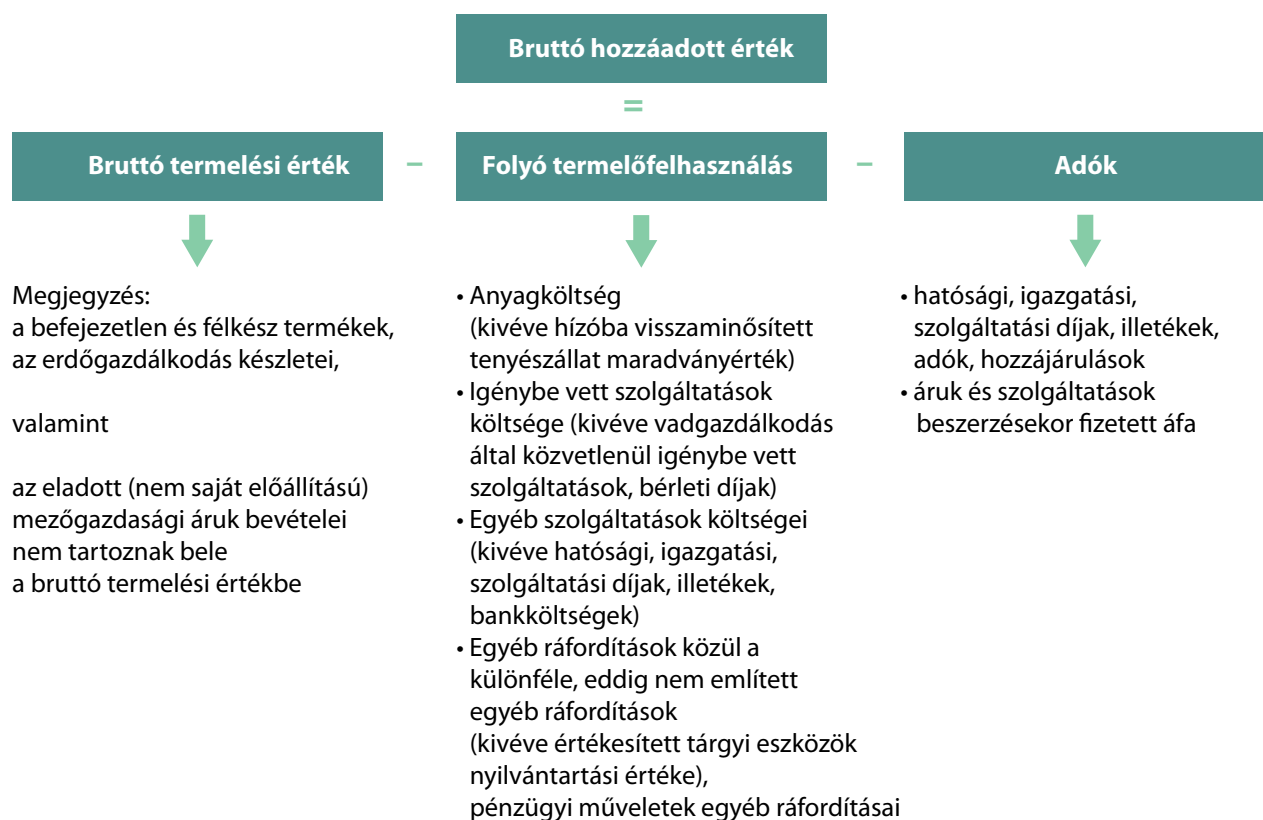 Bruttó hozzáadott érték
=
Bruttó termelési érték – Folyó termelőfelhasználás – Adók
Megjegyzés:
a befejezetlen és félkész termékek,
az erdőgazdálkodás készletei,
valamint
az eladott (nem saját előállítású)
mezőgazdasági áruk bevételei
nem tartoznak bele
a bruttó termelési értékbe
• Anyagköltség
(kivéve hízóba visszaminősített
tenyészállat maradványérték)
• Igénybe vett szolgáltatások
költsége (kivéve vadgazdálkodás
által közvetlenül igénybe vett
szolgáltatások, bérleti díjak)
• Egyéb szolgáltatások költségei
(kivéve hatósági, igazgatási,
szolgáltatási díjak, illetékek,
bankköltségek)
• Egyéb ráfordítások közül a
különféle, eddig nem említett
egyéb ráfordítások
(kivéve értékesített tárgyi eszközök
nyilvántartási értéke),
pénzügyi műveletek egyéb ráfordításai
• hatósági, igazgatási,
szolgáltatási díjak, illetékek,
adók, hozzájárulások
• áruk és szolgáltatások
beszerzésekor fizetett áfa